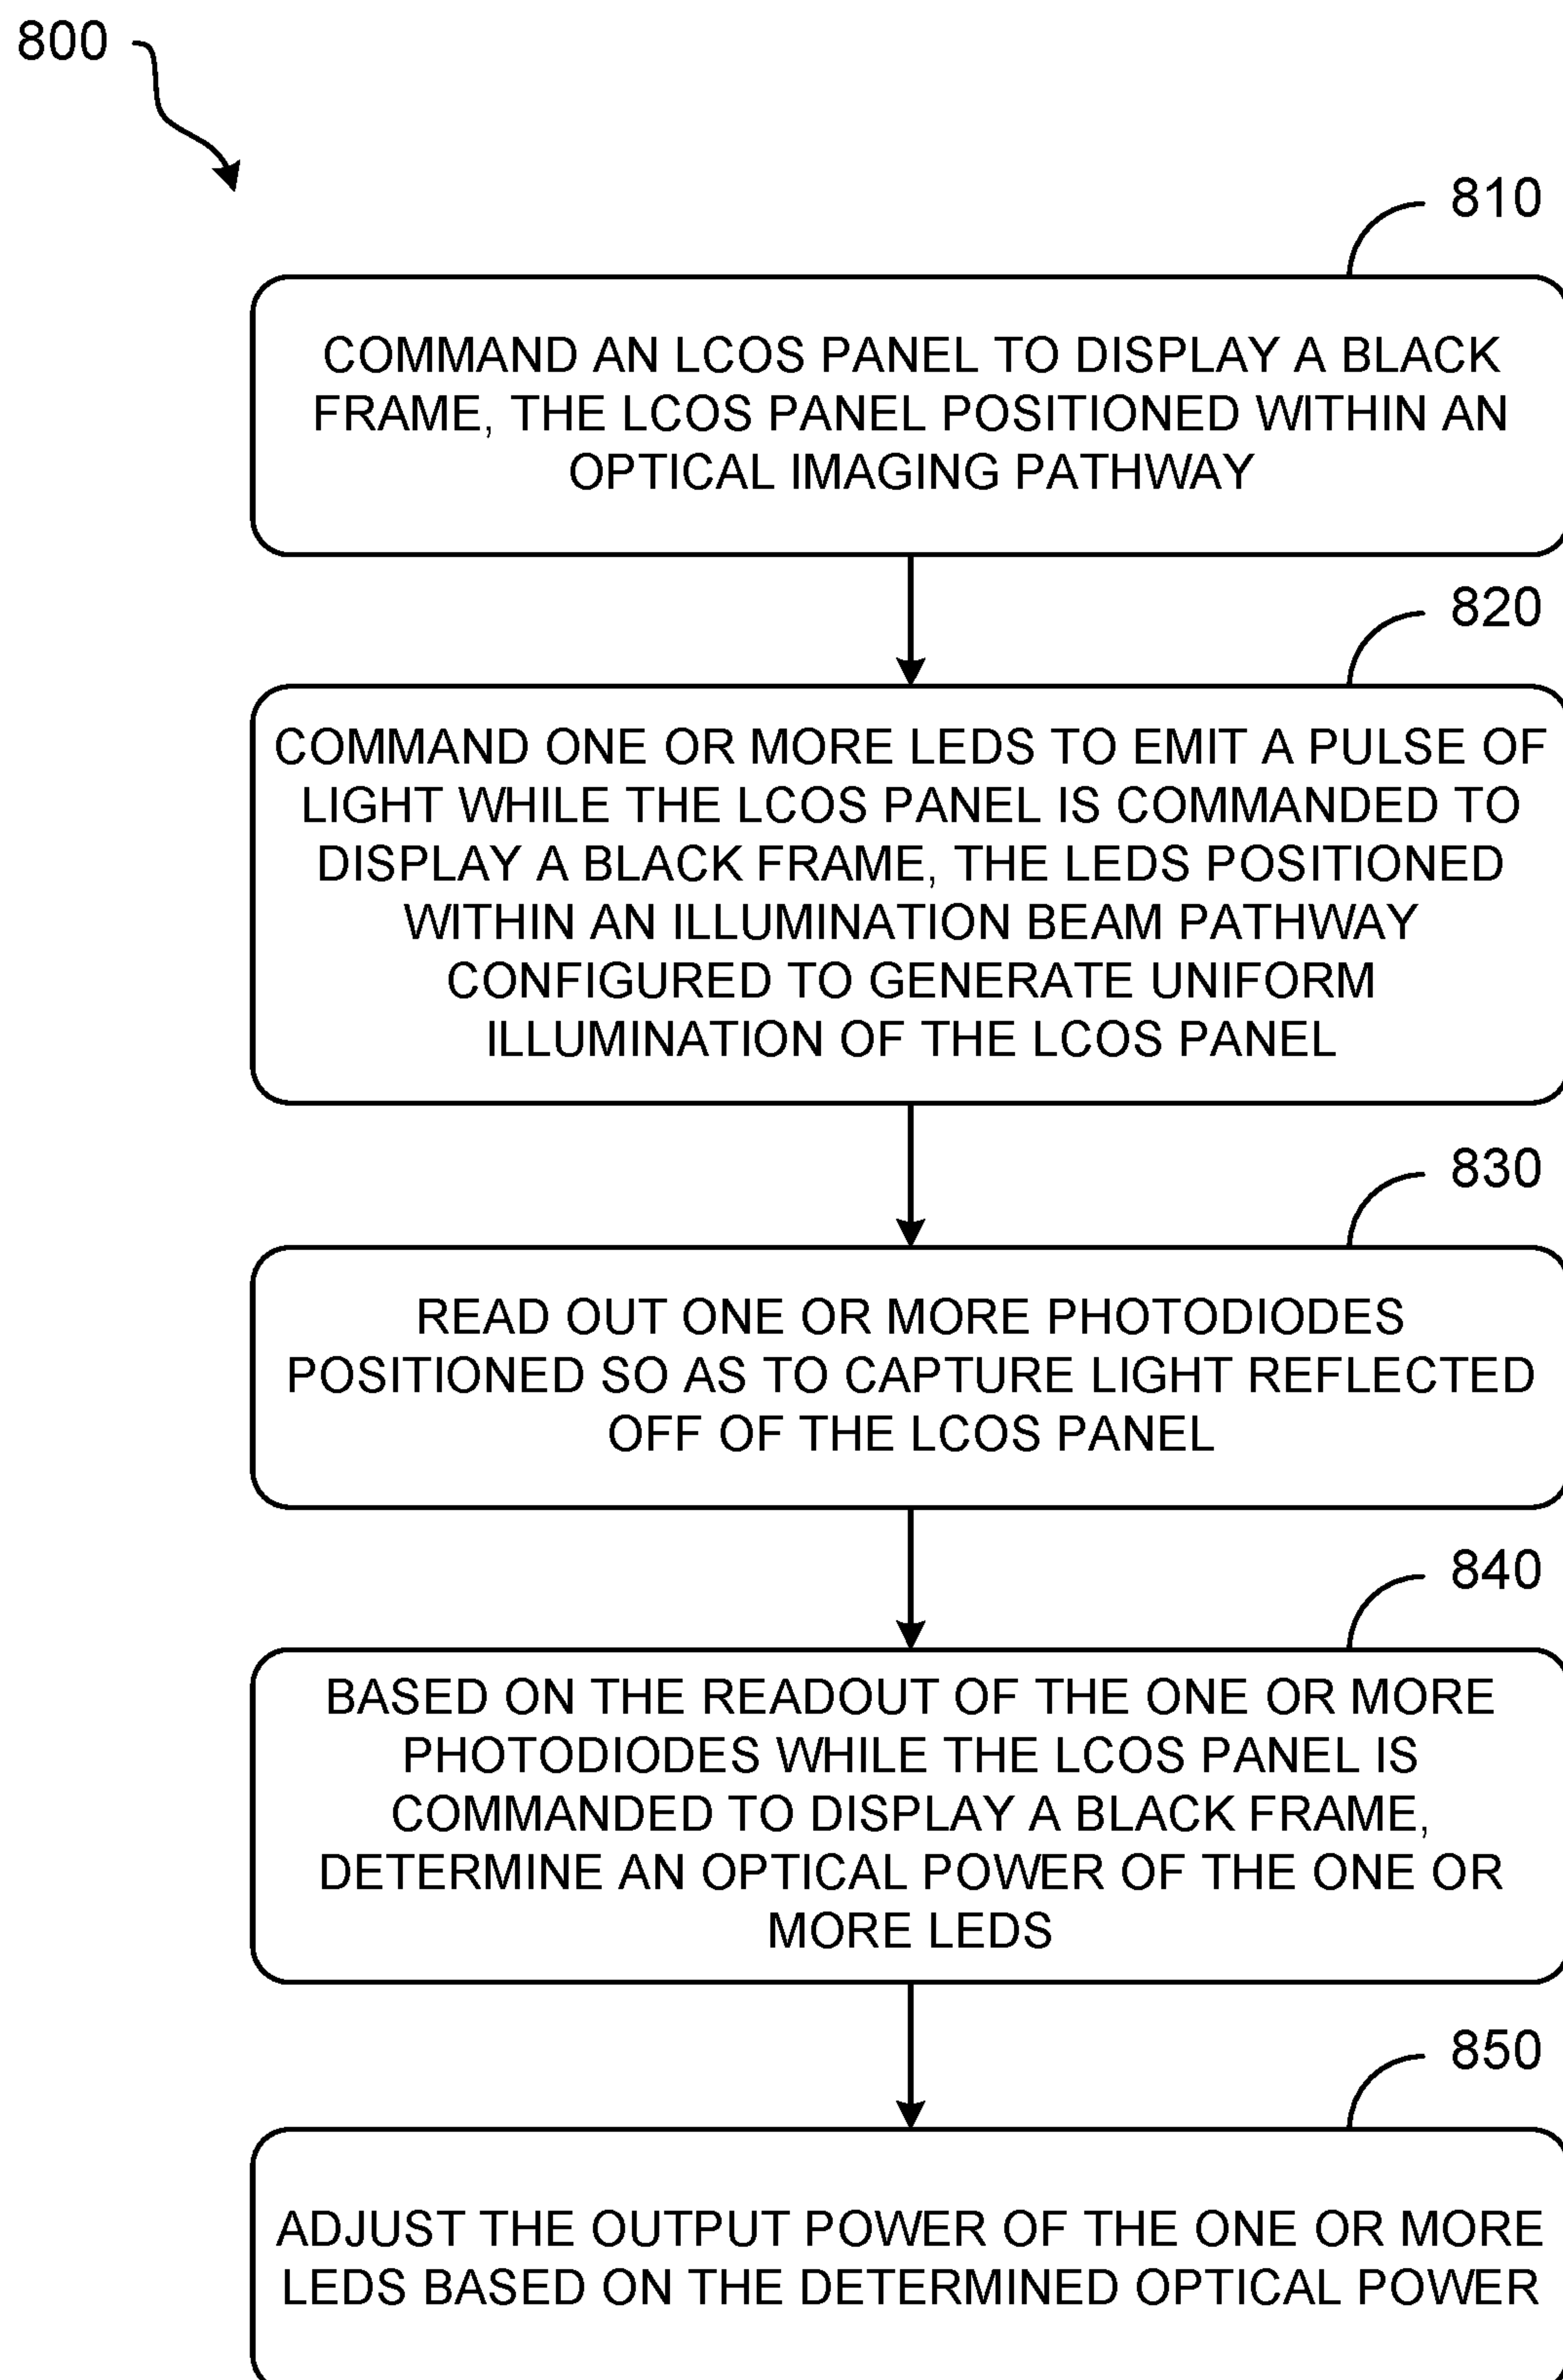 800
810
COMMAND AN LCOS PANEL TO DISPLAY A BLACK
FRAME, THE LCOS PANEL POSITIONED WITHIN AN
OPTICAL IMAGING PATHWAY
820
COMMAND ONE OR MORE LEDS TO EMIT A PULSE OF
LIGHT WHILE THE LCOS PANEL IS COMMANDED TO
DISPLAY A BLACK FRAME, THE LEDS POSITIONED
WITHIN AN ILLUMINATION BEAM PATHWAY
CONFIGURED TO GENERATE UNIFORM
ILLUMINATION OF THE LCOS PANEL
830
READ OUT ONE OR MORE PHOTODIODES
POSITIONED SO AS TO CAPTURE LIGHT REFLECTED
OFF OF THE LCOS PANEL
840
BASED ON THE READOUT OF THE ONE OR MORE
PHOTODIODES WHILE THE LCOS PANEL IS
COMMANDED TO DISPLAY A BLACK FRAME,
DETERMINE AN OPTICAL POWER OF THE ONE OR
MORE LEDS
850
ADJUST THE OUTPUT POWER OF THE ONE OR MORE
LEDS BASED ON THE DETERMINED OPTICAL POWER